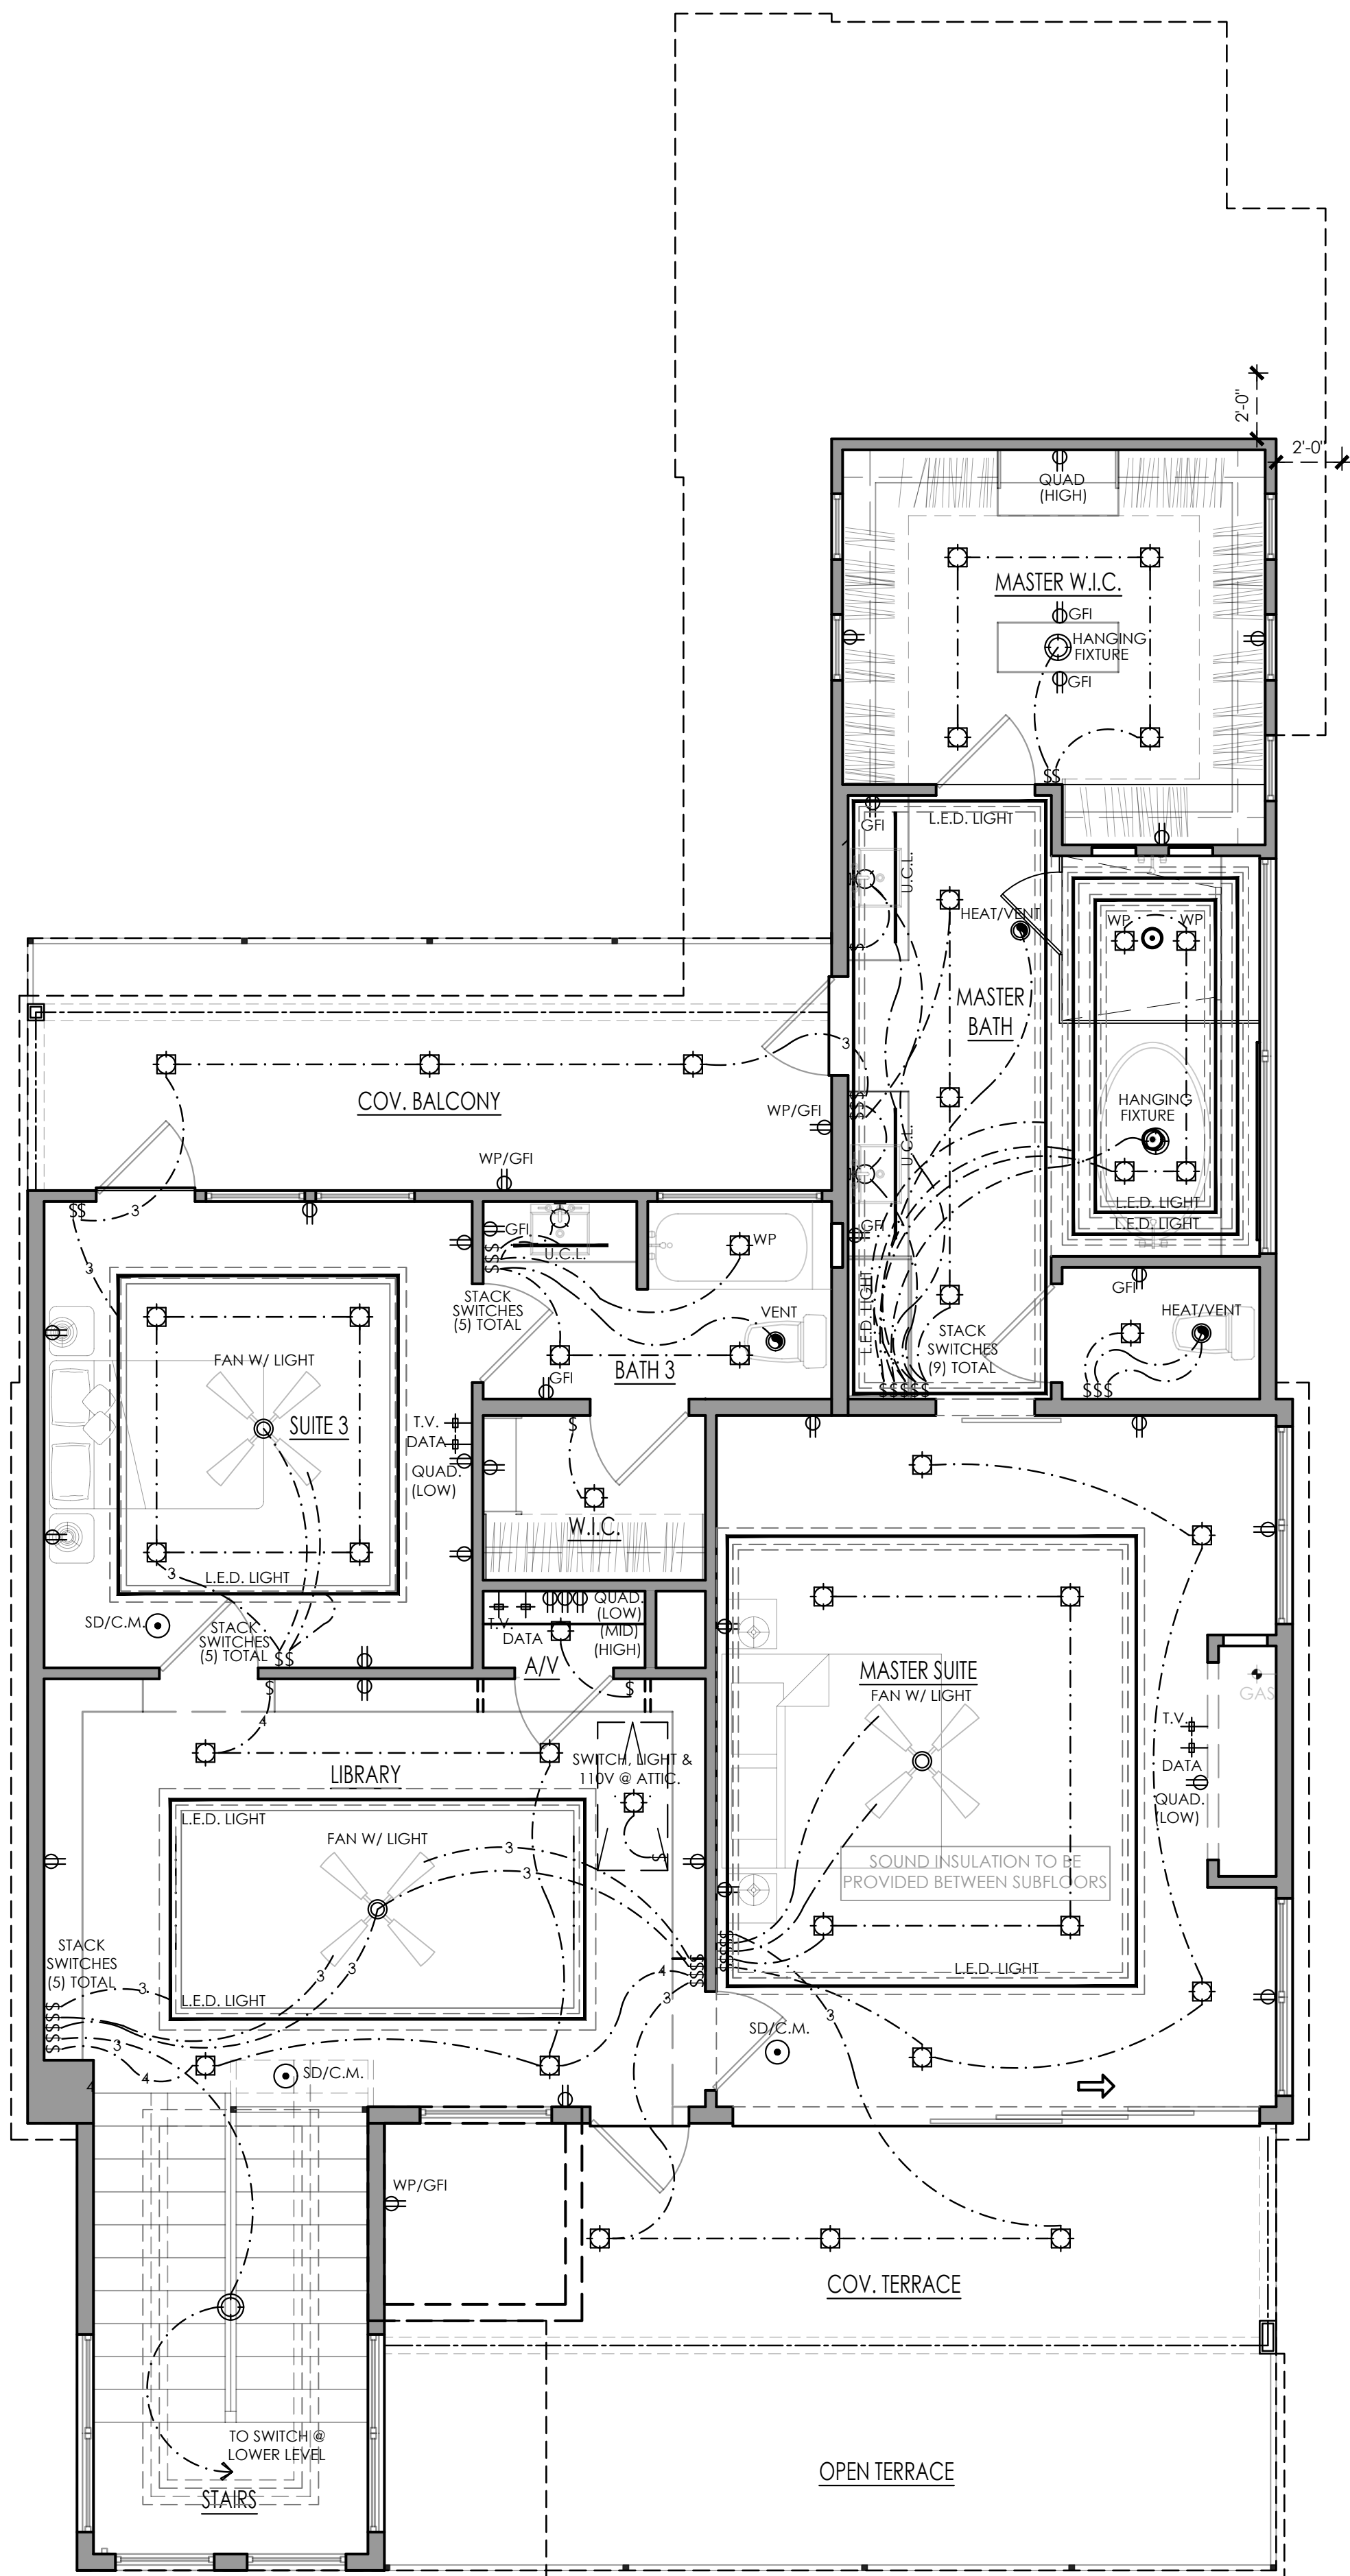 2'-0"
2'-0"
QUAD
(HIGH)
MASTER W.I.C.
GFI
HANGING
FIXTURE
GFI
$$
GFI
L.E.D. LIGHT
U.C.L.
HEAT/VENT
WP
WP
$
MASTER
BATH
3
COV. BALCONY
WP/GFI
$$$
HANGING
FIXTURE
U.C.L.
WP/GFI
L.E.D. LIGHT
L.E.D. LIGHT
$$
3
GFI
U.C.L.
WP
GFI
$$$
3
GFI
STACK
SWITCHES
(5) TOTAL
VENT
L.E.D. LIGHT
STACK
SWITCHES
(9) TOTAL
HEAT/VENT
FAN W/ LIGHT
GFI
BATH 3
$$$$$
$$$
SUITE 3
T.V.
DATA
QUAD.
(LOW)
$
W.I.C.
3
L.E.D. LIGHT
SD/C.M.
STACK
SWITCHES
(5) TOTAL
$$
T.V.
DATA
QUAD.
(LOW)
(MID)
(HIGH)
A/V
$
$
4
MASTER SUITE
FAN W/ LIGHT
GAS
T.V.
DATA
QUAD.
(LOW)
LIBRARY
SWITCH, LIGHT &
110V @ ATTIC.
$
L.E.D. LIGHT
FAN W/ LIGHT
3
3
SOUND INSULATION TO BE
PROVIDED BETWEEN SUBFLOORS
STACK
SWITCHES
(5) TOTAL
3
3
3
L.E.D. LIGHT
4
3
$$$$
$$$$$
L.E.D. LIGHT
$$$$$
3
4
4
3
SD/C.M.
SD/C.M.
WP/GFI
COV. TERRACE
TO SWITCH @
LOWER LEVEL
STAIRS
OPEN TERRACE